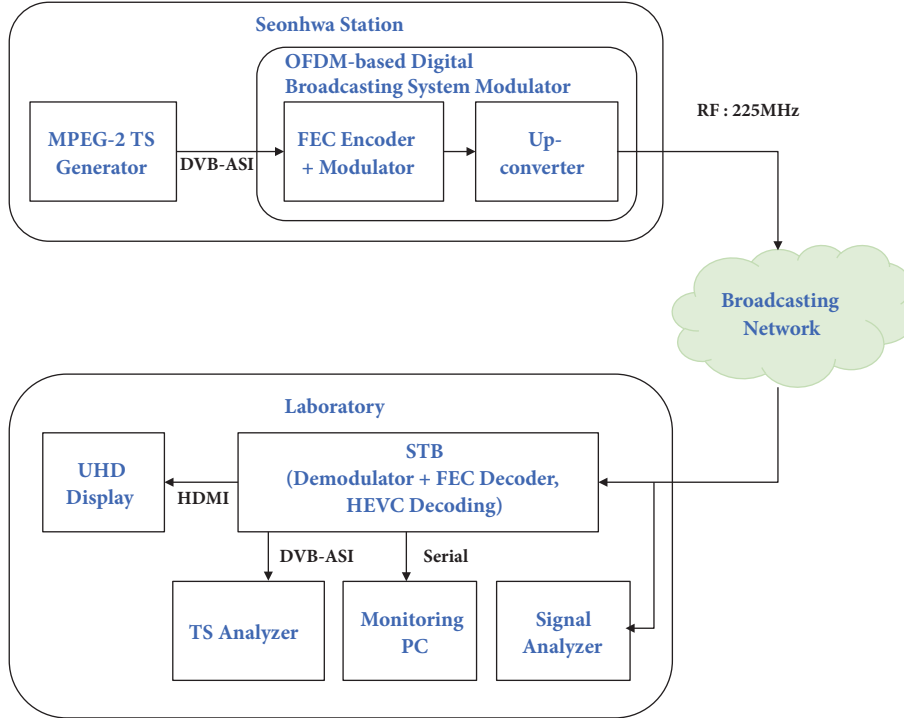 Seonhwa Station
OFDM-based Digital
Broadcasting System Modulator
RF : 225MHz
MPEG-2 TS
Generator
DVB-ASI
FEC Encoder
+ Modulator
Up-
converter
Broadcasting
Network
Laboratory
UHD
Display
HDMI
STB
(Demodulator + FEC Decoder,
HEVC Decoding)
DVB-ASI
Serial
TS Analyzer
Monitoring
PC
Signal
Analyzer